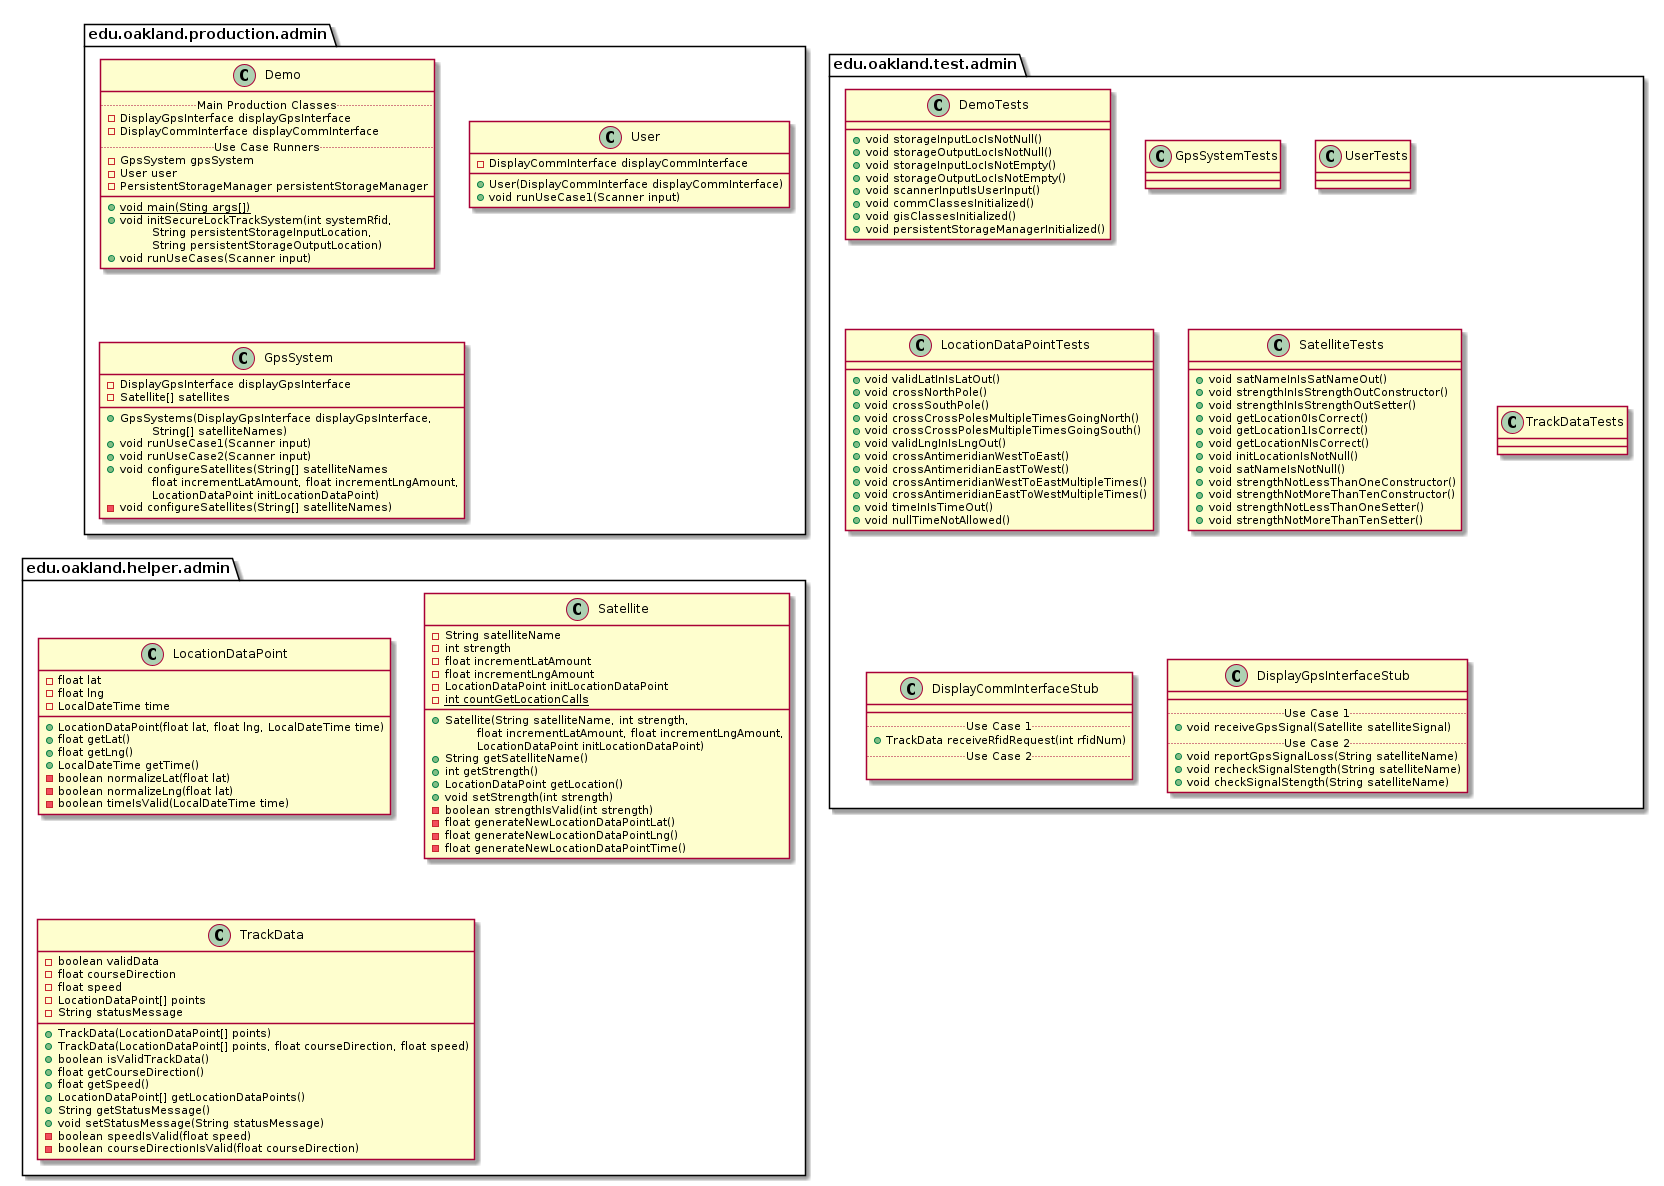 edu.oakland.production.admin
C Demo
Main Production Classes
DisplayGpsInterface displayGpsInterface
DisplayCommInterface displayCommInterface
Use Case Runners
GpsSystem gpsSystem
User user
PersistentStorageManager persistentStorageManager
void main(Sting args[])
void initSecureLockTrackSystem(int systemRfid,
String persistentStorageInputLocation,
String persistentStorageOutputLocation)
void runUseCases(Scanner input)
C User
DisplayCommInterface displayCommInterface
User(DisplayCommInterface displayCommInterface)
void runUseCase1(Scanner input)
C GpsSystem
DisplayGpsInterface displayGpsInterface
Satellite[] satellites
GpsSystems(DisplayGpsInterface displayGpsInterface,
String[] satelliteNames)
void runUseCase1(Scanner input)
void runUseCase2(Scanner input)
void configureSatellites(String[] satelliteNames
float incrementLatAmount, float incrementLngAmount,
LocationDataPoint initLocationDataPoint)
void configureSatellites(String[] satelliteNames)
edu.oakland.test.admin
C DemoTests
void storageInputLocIsNotNull()
void storageOutputLocIsNotNull()
void storageInputLocIsNotEmpty()
void storageOutputLocIsNotEmpty()
void scannerInputIsUserInput()
void commClassesInitialized()
void gisClassesInitialized()
void persistentStorageManagerInitialized()
C GpsSystemTests
C UserTests
C LocationDataPointTests
void validLatInIsLatOut()
void crossNorthPole()
void crossSouthPole()
void crossCrossPolesMultipleTimesGoingNorth()
void crossCrossPolesMultipleTimesGoingSouth()
void validLngInIsLngOut()
void crossAntimeridianWestToEast()
void crossAntimeridianEastToWest()
void crossAntimeridianWestToEastMultipleTimes()
void crossAntimeridianEastToWestMultipleTimes()
void timeInIsTimeOut()
void nullTimeNotAllowed()
C SatelliteTests
void satNameInIsSatNameOut()
void strengthInIsStrengthOutConstructor()
void strengthInIsStrengthOutSetter()
void getLocation0IsCorrect()
void getLocation1IsCorrect()
void getLocationNIsCorrect()
void initLocationIsNotNull()
void satNameIsNotNull()
void strengthNotLessThanOneConstructor()
void strengthNotMoreThanTenConstructor()
void strengthNotLessThanOneSetter()
void strengthNotMoreThanTenSetter()
C TrackDataTests
C DisplayCommInterfaceStub
Use Case 1
TrackData receiveRfidRequest(int rfidNum)
Use Case 2
C DisplayGpsInterfaceStub
Use Case 1
void receiveGpsSignal(Satellite satelliteSignal)
Use Case 2
void reportGpsSignalLoss(String satelliteName)
void recheckSignalStength(String satelliteName)
void checkSignalStength(String satelliteName)
edu.oakland.helper.admin
C LocationDataPoint
float lat
float lng
LocalDateTime time
LocationDataPoint(float lat, float lng, LocalDateTime time)
float getLat()
float getLng()
LocalDateTime getTime()
boolean normalizeLat(float lat)
boolean normalizeLng(float lat)
boolean timeIsValid(LocalDateTime time)
C Satellite
String satelliteName
int strength
float incrementLatAmount
float incrementLngAmount
LocationDataPoint initLocationDataPoint
int countGetLocationCalls
Satellite(String satelliteName, int strength,
float incrementLatAmount, float incrementLngAmount,
LocationDataPoint initLocationDataPoint)
String getSatelliteName()
int getStrength()
LocationDataPoint getLocation()
void setStrength(int strength)
boolean strengthIsValid(int strength)
float generateNewLocationDataPointLat()
float generateNewLocationDataPointLng()
float generateNewLocationDataPointTime()
C TrackData
boolean validData
float courseDirection
float speed
LocationDataPoint[] points
String statusMessage
TrackData(LocationDataPoint[] points)
TrackData(LocationDataPoint[] points, float courseDirection, float speed)
boolean isValidTrackData()
float getCourseDirection()
float getSpeed()
LocationDataPoint[] getLocationDataPoints()
String getStatusMessage()
void setStatusMessage(String statusMessage)
boolean speedIsValid(float speed)
boolean courseDirectionIsValid(float courseDirection)